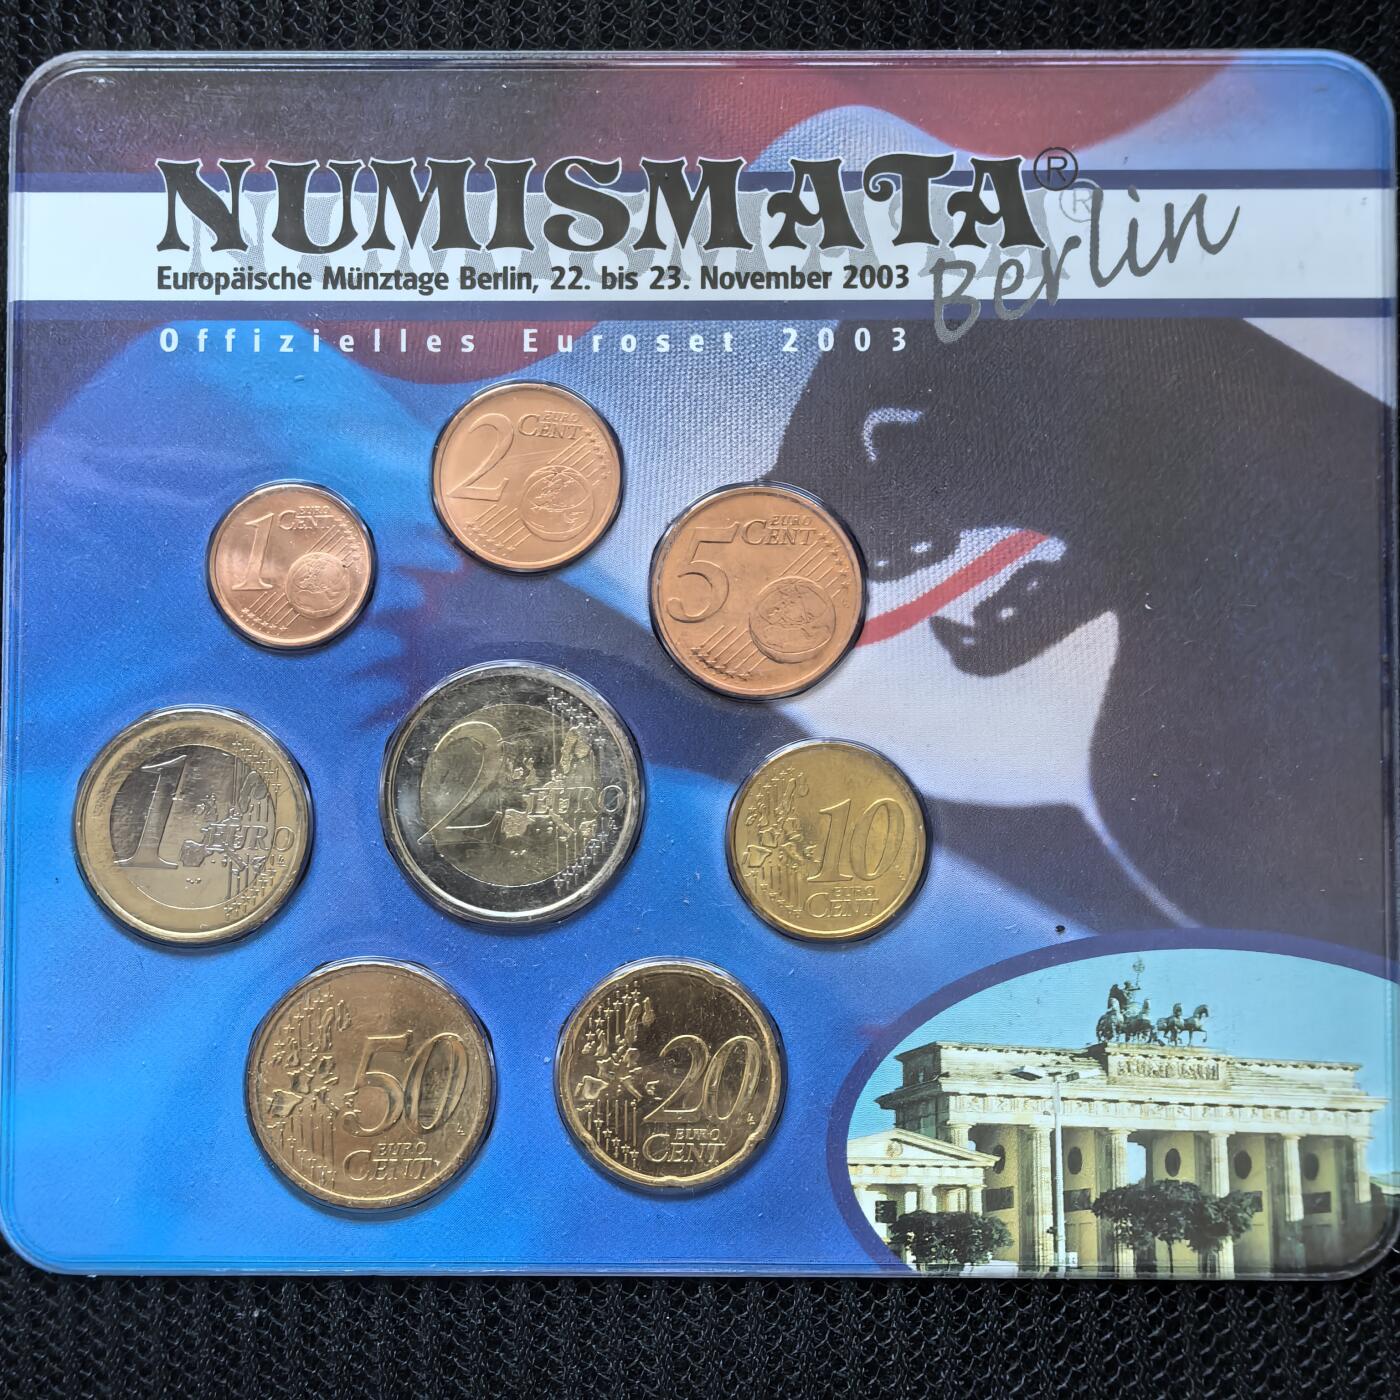 NUMISMATA®
Berlin
Europäische Münztage Berlin, 22. bis 23. November 2003
Offizielles Euroset 2003
2 EURO CENT
1 EURO CENT
5 EURO CENT
1 EURO
2 EURO
10 EURO CENT
50 EURO CENT
20 EURO CENT